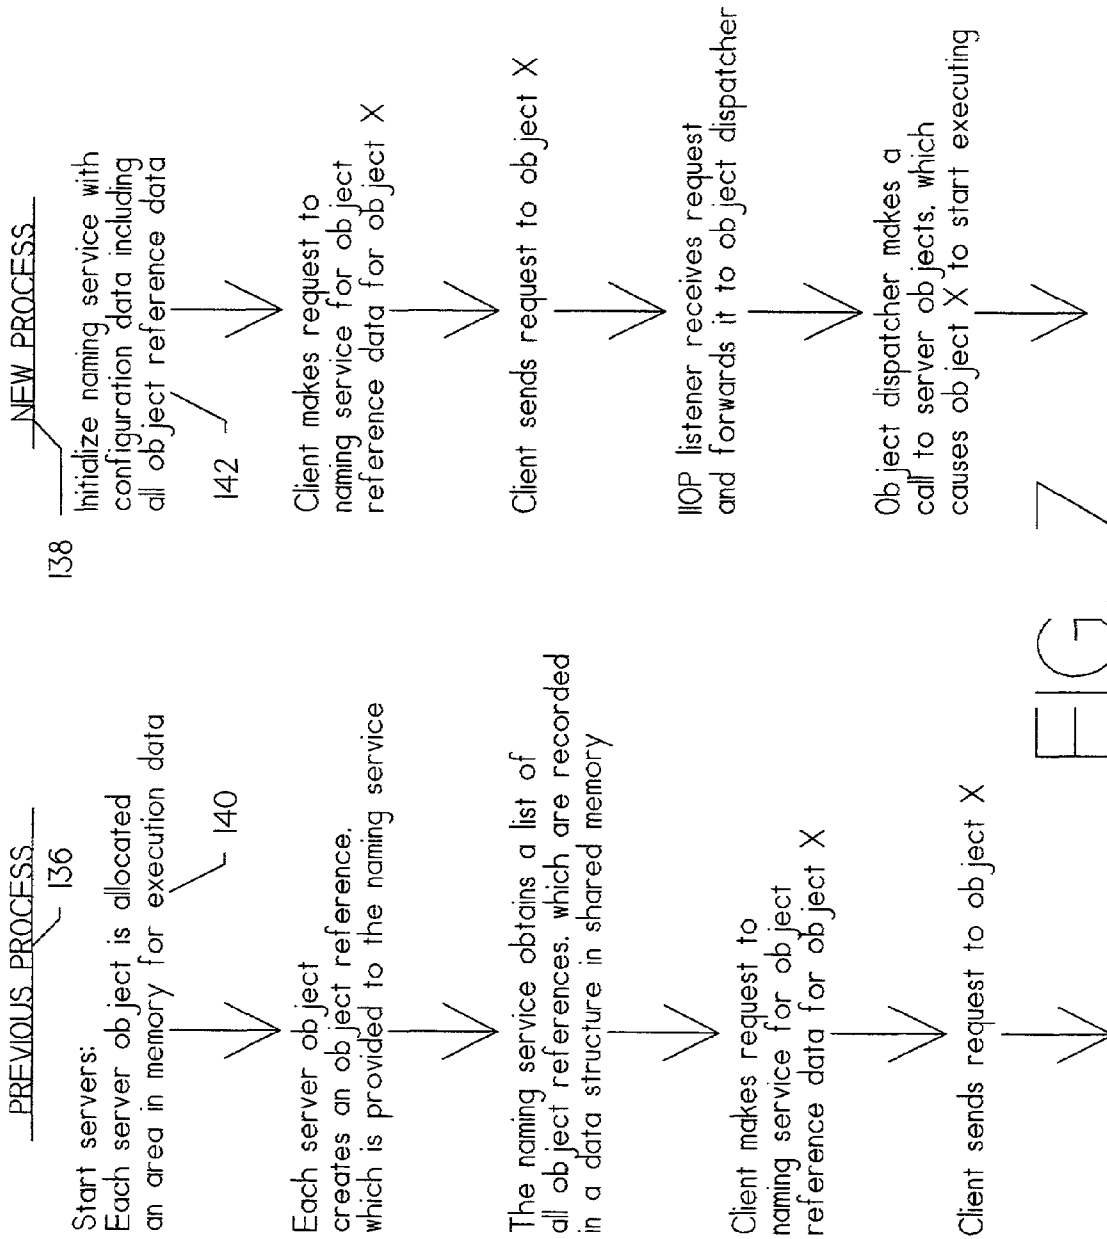 PREVIOUS PROCESS
136
Start servers:
Each server object is allocated
an area in memory for execution data
140
Each server object
creates an object reference,
which is provided to the naming service
The naming service obtains a list of
all object references, which are recorded
in a data structure in shared memory
Client makes request to
naming service for object
reference data for object X
Client sends request to object X
NEW PROCESS
138
Initialize naming service with
configuration data including
all object reference data
142
Client makes request to
naming service for object
reference data for object X
Client sends request to object X
IIOP listener receives request
and forwards it to object dispatcher
Object dispatcher makes a
call to server objects, which
causes object X to start executing
FIG 7